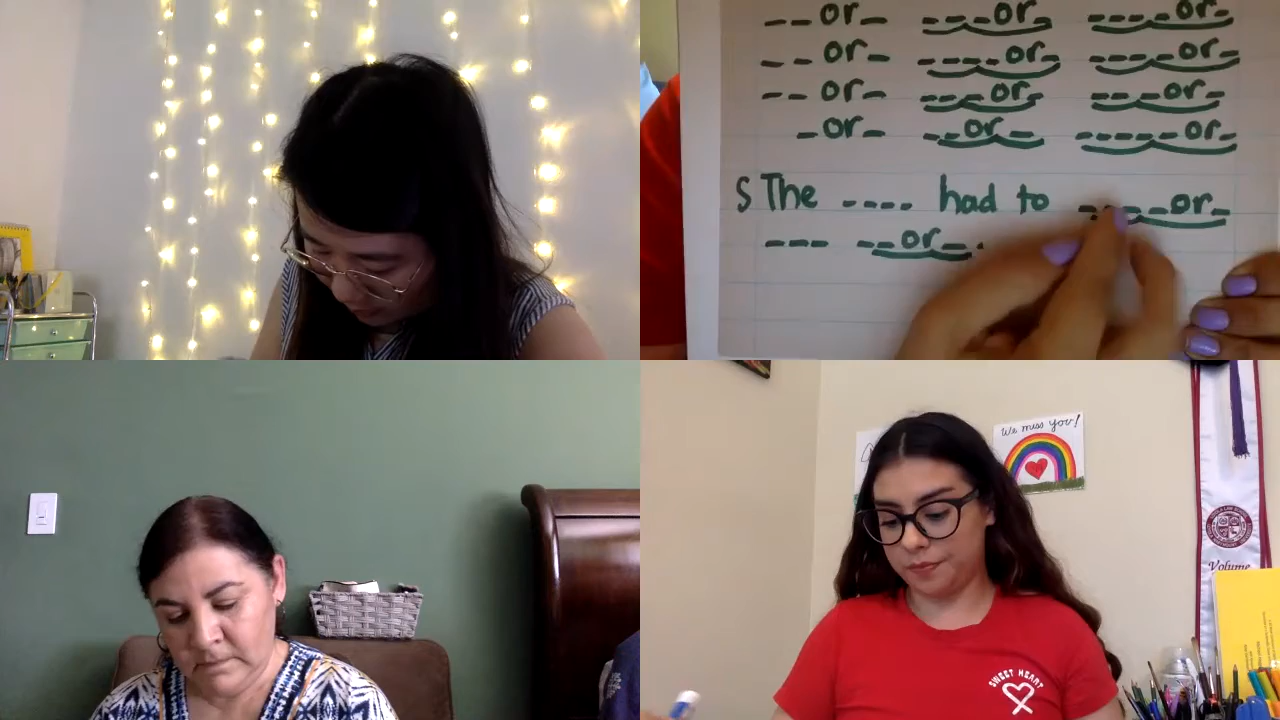 _ _ or _ _ _ _ or _ _ _ _ _ or _
_ _ or _ _ _ _ _ or _ _ _ _ _ or _
_ _ or _ _ _ _ or _ _ _ _ or _
_ or _ _ _ or _ _ _ _ _ _ _ or _
S The _ _ _ _ had to _ _ _ _ or _
_ _ _ _ _ or _ _ .
We miss you!
SWEET HEART
Volume